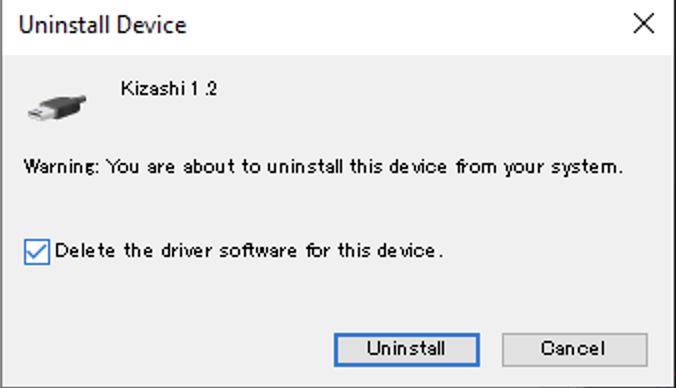 Uninstall Device
Kizashi 1.2
Warning: You are about to uninstall this device from your system.
Delete the driver software for this device.
Uninstall
Cancel